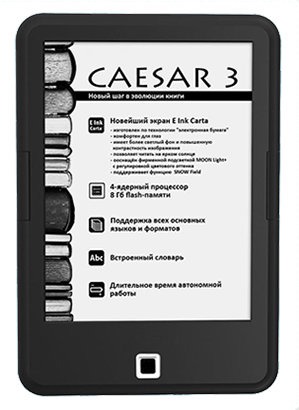 CAESAR 3
Новый шаг в эволюции книги
E Ink
Carta
Новейший экран E Ink Carta
- изготовлен по технологии "электронная бумага"
- комфортен для глаз
- имеет более светлый фон и повышенную
контрастность изображения
- позволяет читать на ярком солнце
- оснащён фирменной подсветкой MOON Light+
с регулировкой цветового оттенка
- поддерживает функцию SNOW Field
4-ядерный процессор
8 Гб flash-памяти
Поддержка всех основных
языков и форматов
Abc
Встроенный словарь
Длительное время автономной
работы